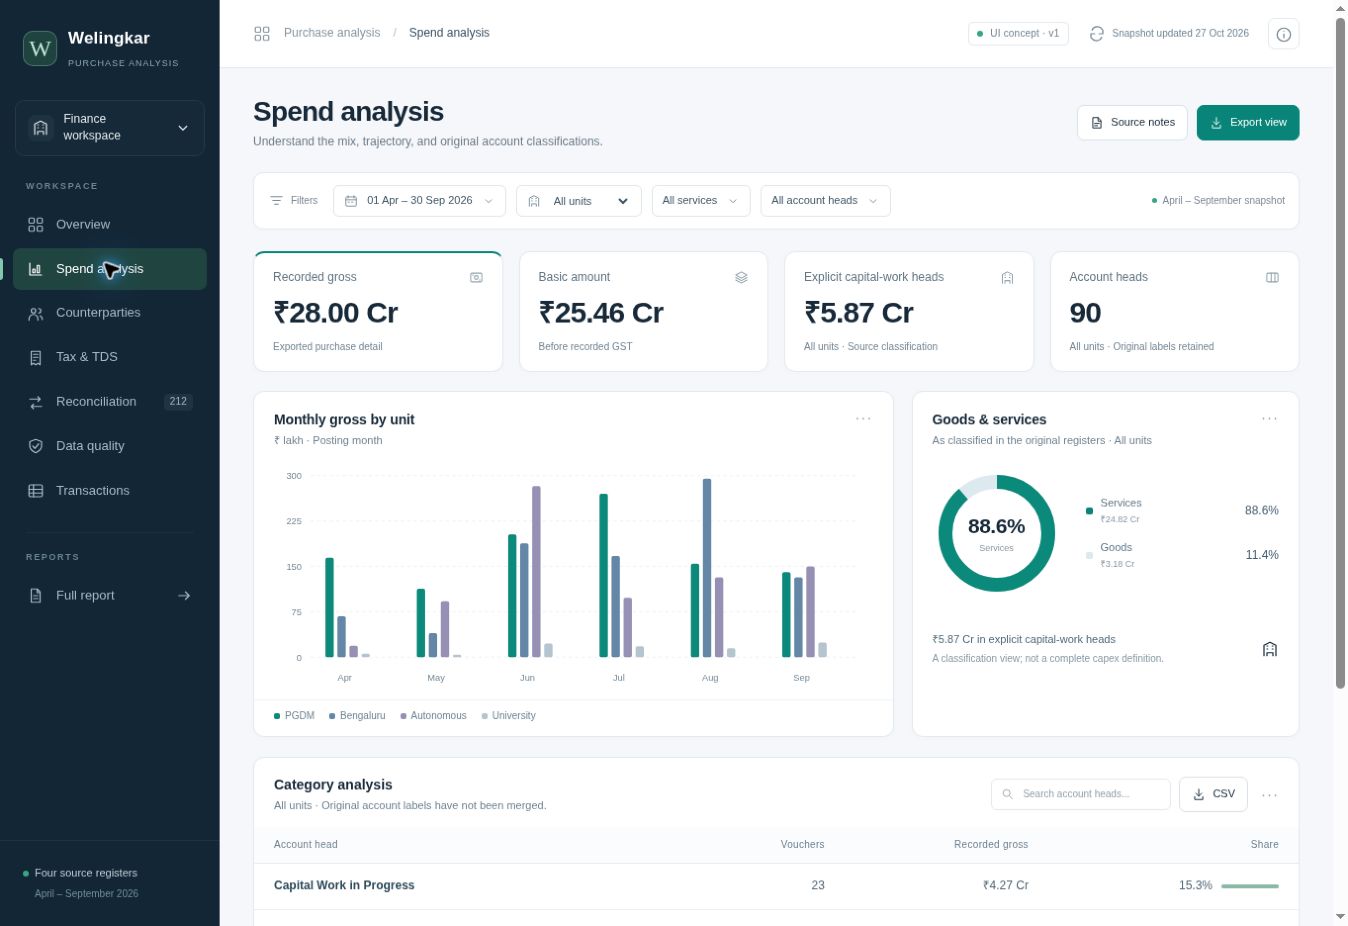 W
Welingkar
PURCHASE ANALYSIS
Finance
workspace
WORKSPACE
Overview
Spend analysis
Counterparties
Tax & TDS
Reconciliation 212
Data quality
Transactions
REPORTS
Full report
Four source registers
April – September 2026
Purchase analysis / Spend analysis
UI concept · v1
Snapshot updated 27 Oct 2026
Spend analysis
Understand the mix, trajectory, and original account classifications.
Source notes
Export view
Filters
01 Apr – 30 Sep 2026
All units
All services
All account heads
April – September snapshot
Recorded gross
₹28.00 Cr
Exported purchase detail
Basic amount
₹25.46 Cr
Before recorded GST
Explicit capital-work heads
₹5.87 Cr
All units · Source classification
Account heads
90
All units · Original labels retained
Monthly gross by unit
₹ lakh · Posting month
300
225
150
75
0
Apr May Jun Jul Aug Sep
PGDM Bengaluru Autonomous University
Goods & services
As classified in the original registers · All units
88.6%
Services
Services 88.6%
₹24.82 Cr
Goods 11.4%
₹3.18 Cr
₹5.87 Cr in explicit capital-work heads
A classification view; not a complete capex definition.
Category analysis
All units · Original account labels have not been merged.
Search account heads...
CSV
Account head Vouchers Recorded gross Share
Capital Work in Progress 23 ₹4.27 Cr 15.3%